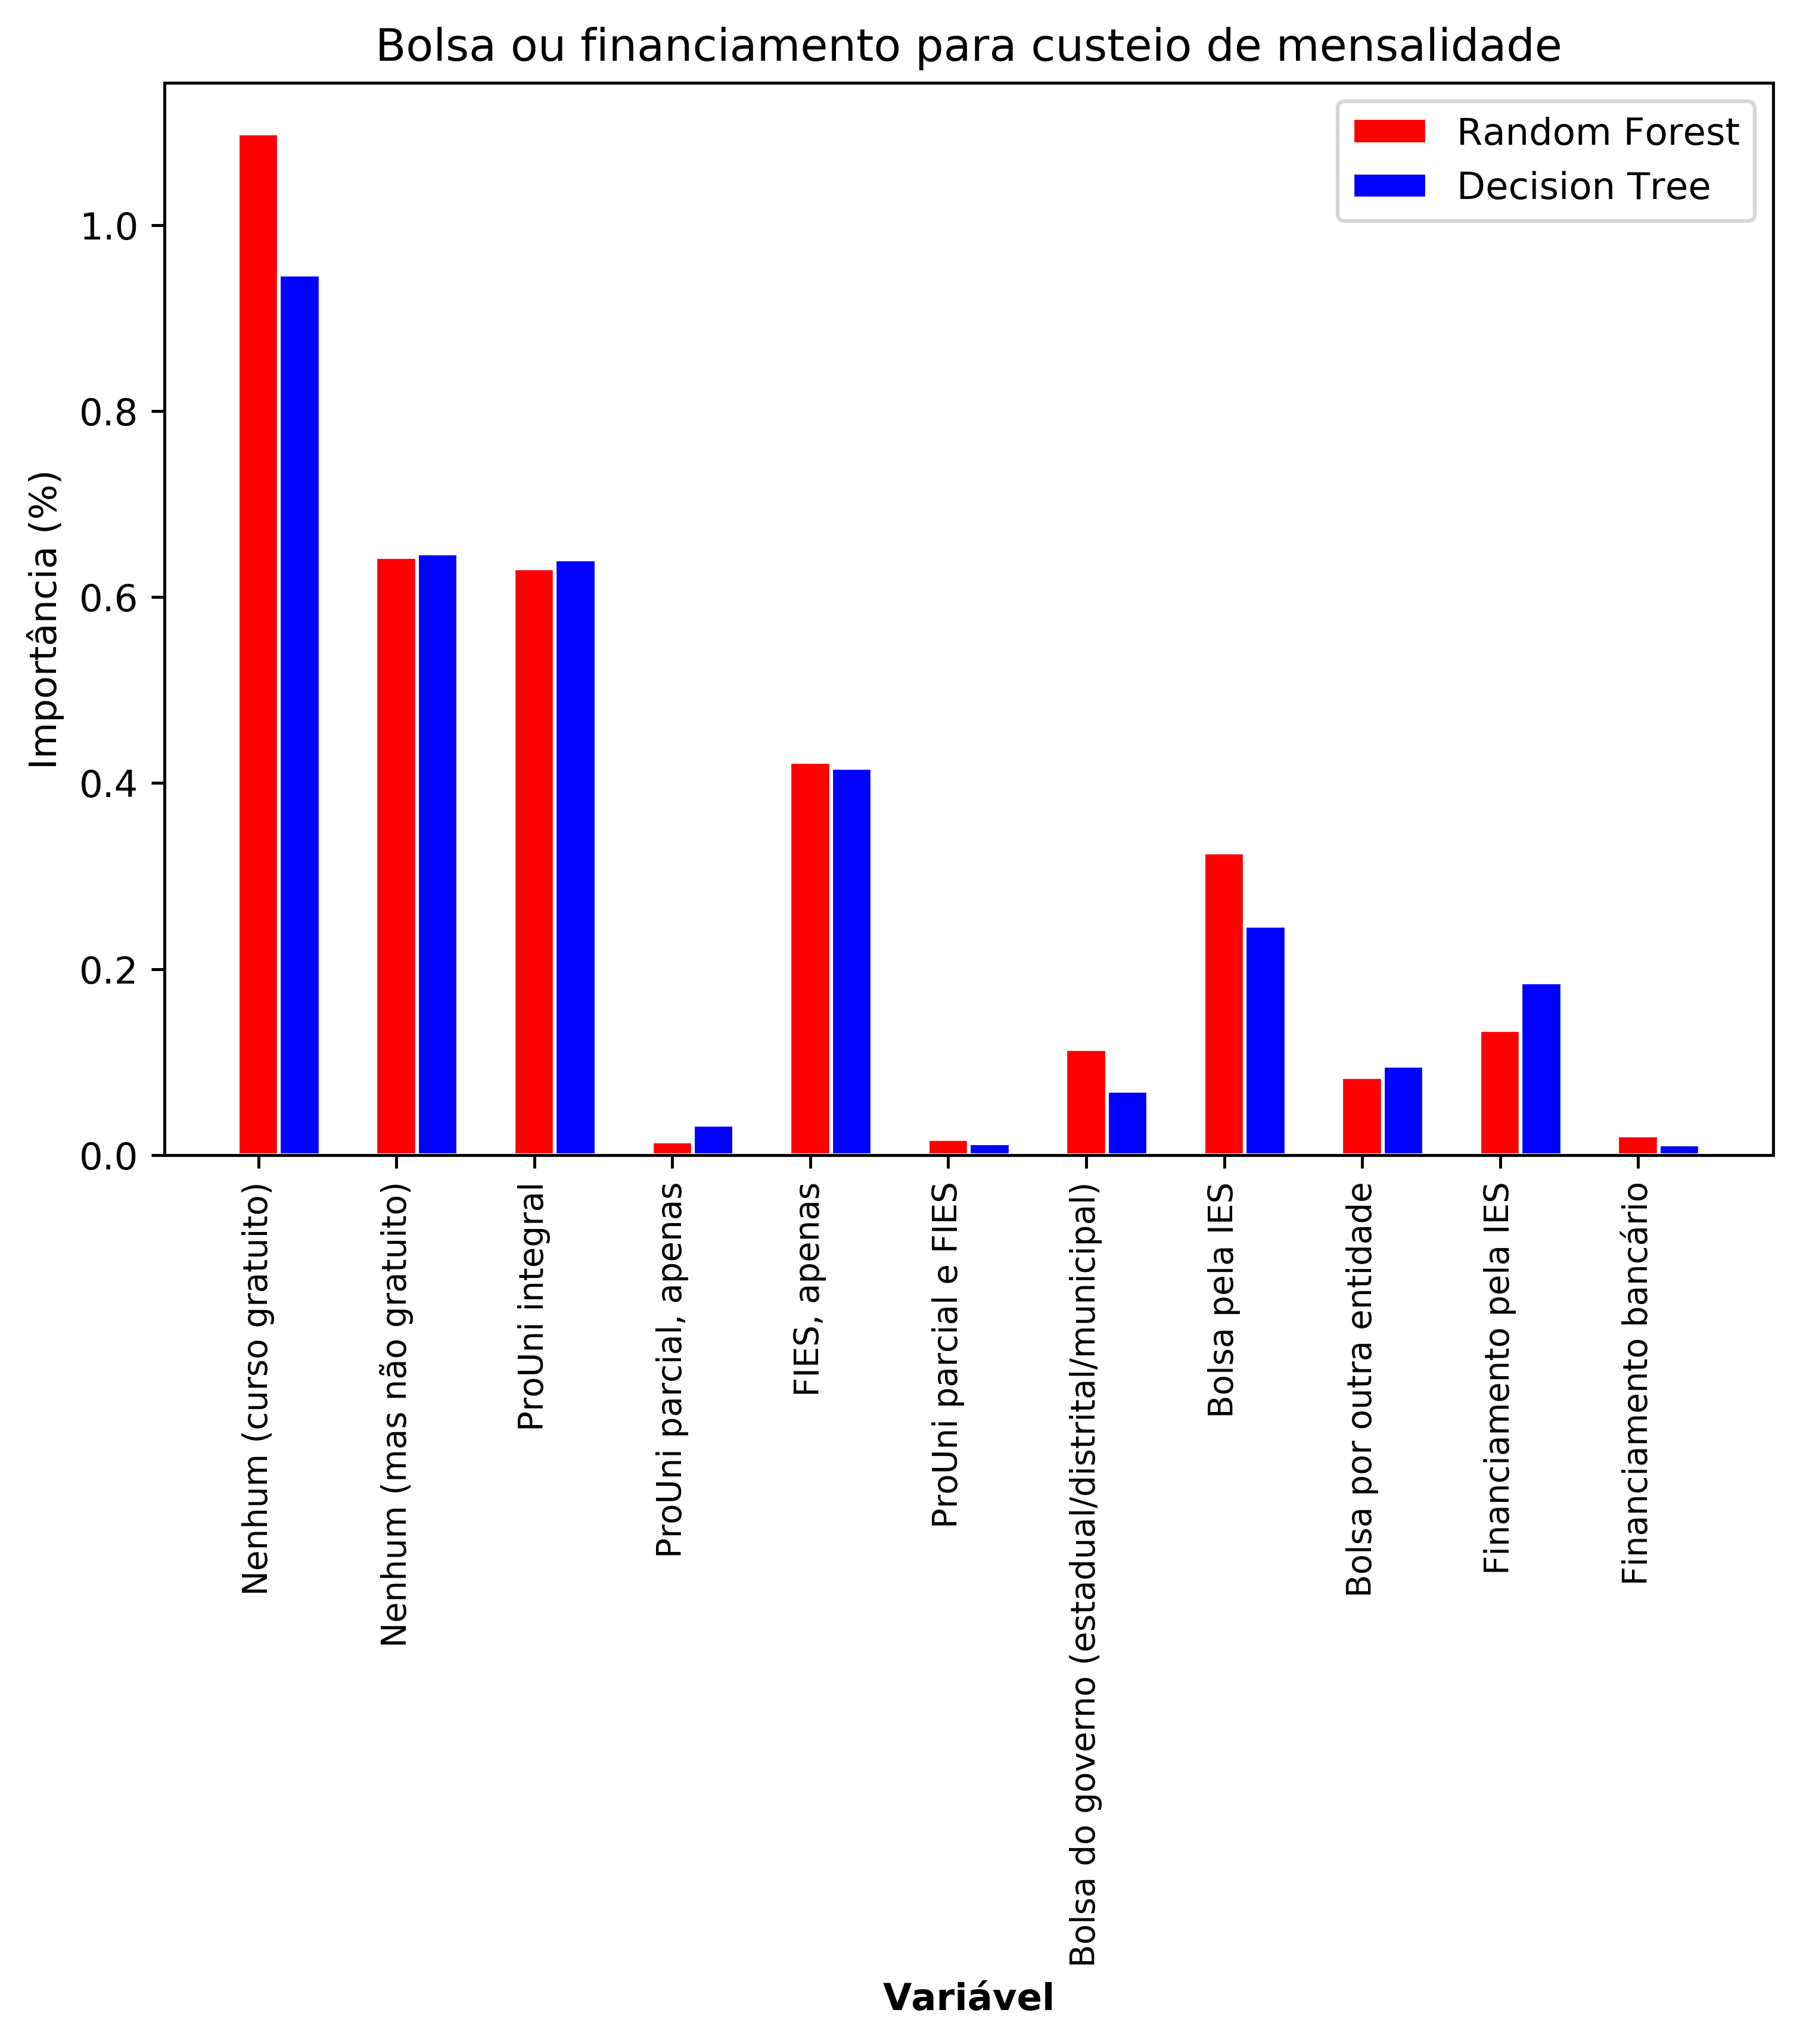 Bolsa ou financiamento para custeio de mensalidade
Random Forest
Decision Tree
Importância (%)
1.0
0.8
0.6
0.4
0.2
0.0
Nenhum (curso gratuito)
Nenhum (mas não gratuito)
ProUni integral
ProUni parcial, apenas
FIES, apenas
ProUni parcial e FIES
Bolsa do governo (estadual/distrital/municipal)
Bolsa pela IES
Bolsa por outra entidade
Financiamento pela IES
Financiamento bancário
Variável